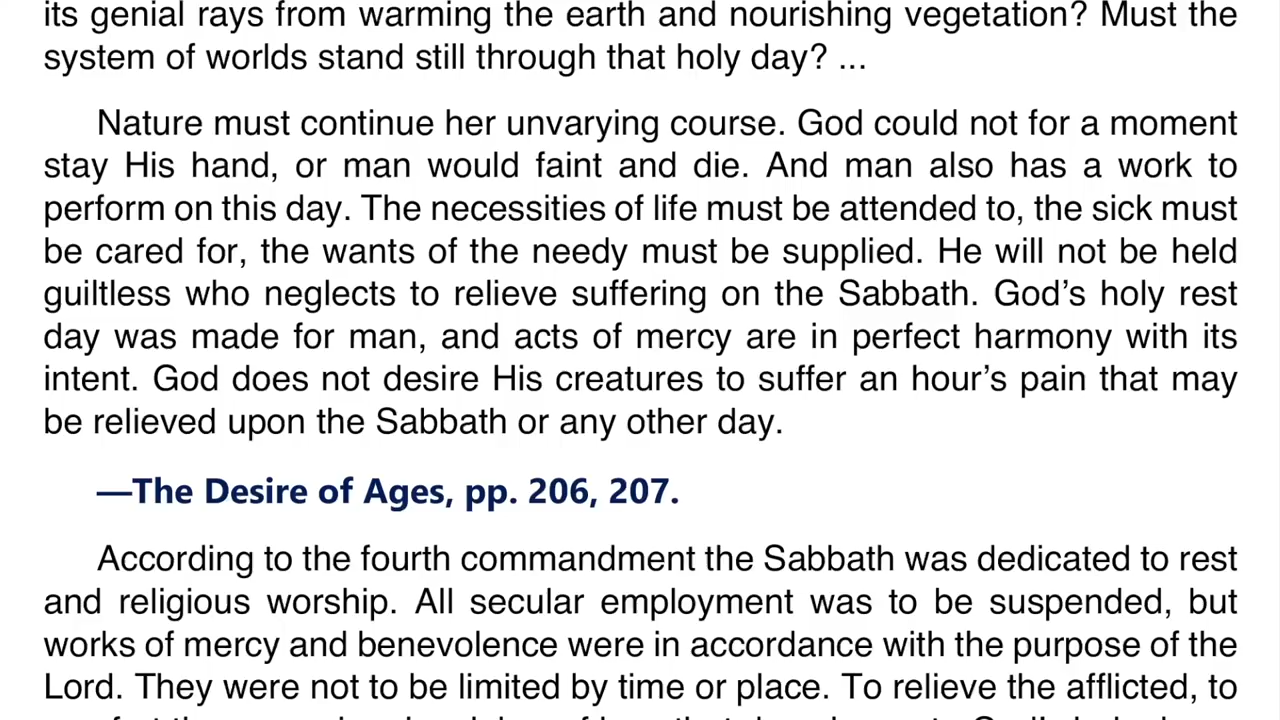 its genial rays from warming the earth and nourishing vegetation? Must the
system of worlds stand still through that holy day? ...
Nature must continue her unvarying course. God could not for a moment
stay His hand, or man would faint and die. And man also has a work to
perform on this day. The necessities of life must be attended to, the sick must
be cared for, the wants of the needy must be supplied. He will not be held
guiltless who neglects to relieve suffering on the Sabbath. God’s holy rest
day was made for man, and acts of mercy are in perfect harmony with its
intent. God does not desire His creatures to suffer an hour’s pain that may
be relieved upon the Sabbath or any other day.
—The Desire of Ages, pp. 206, 207.
According to the fourth commandment the Sabbath was dedicated to rest
and religious worship. All secular employment was to be suspended, but
works of mercy and benevolence were in accordance with the purpose of the
Lord. They were not to be limited by time or place. To relieve the afflicted, to